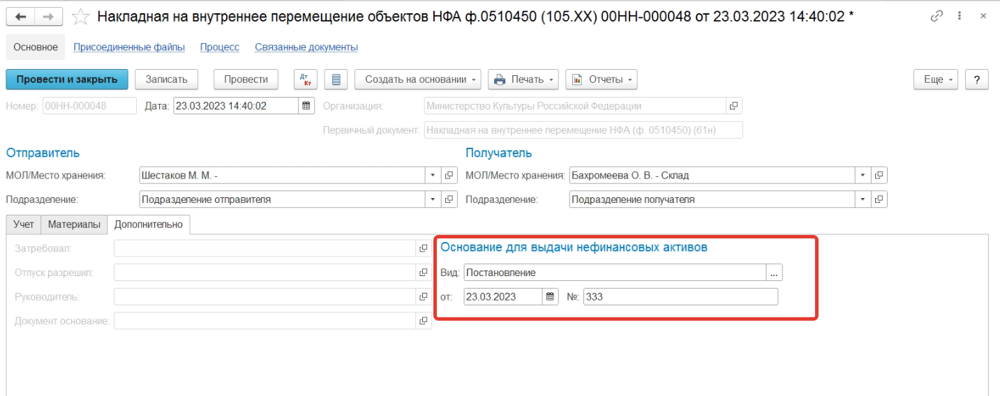 Накладная на внутреннее перемещение объектов НФА ф.0510450 (105.XX) 00НН-000048 от 23.03.2023 14:40:02 *
Основное Присоединенные файлы Процесс Связанные документы
Провести и закрыть Записать Провести Дт Кт Создать на основании Печать Отчеты Еще ?
Номер: 00НН-000048 Дата: 23.03.2023 14:40:02 Организация: Министерство Культуры Российской Федерации
Первичный документ: Накладная на внутреннее перемещение НФА (ф. 0510450) (61н)
Отправитель Получатель
МОЛ/Место хранения: Шестаков М. М. - МОЛ/Место хранения: Бахромеева О. В. - Склад
Подразделение: Подразделение отправителя Подразделение: Подразделение получателя
Учет Материалы Дополнительно
Затребовал: Основание для выдачи нефинансовых активов
Отпуск разрешил: Вид: Постановление ...
Руководитель: от: 23.03.2023 №: 333
Документ основание: